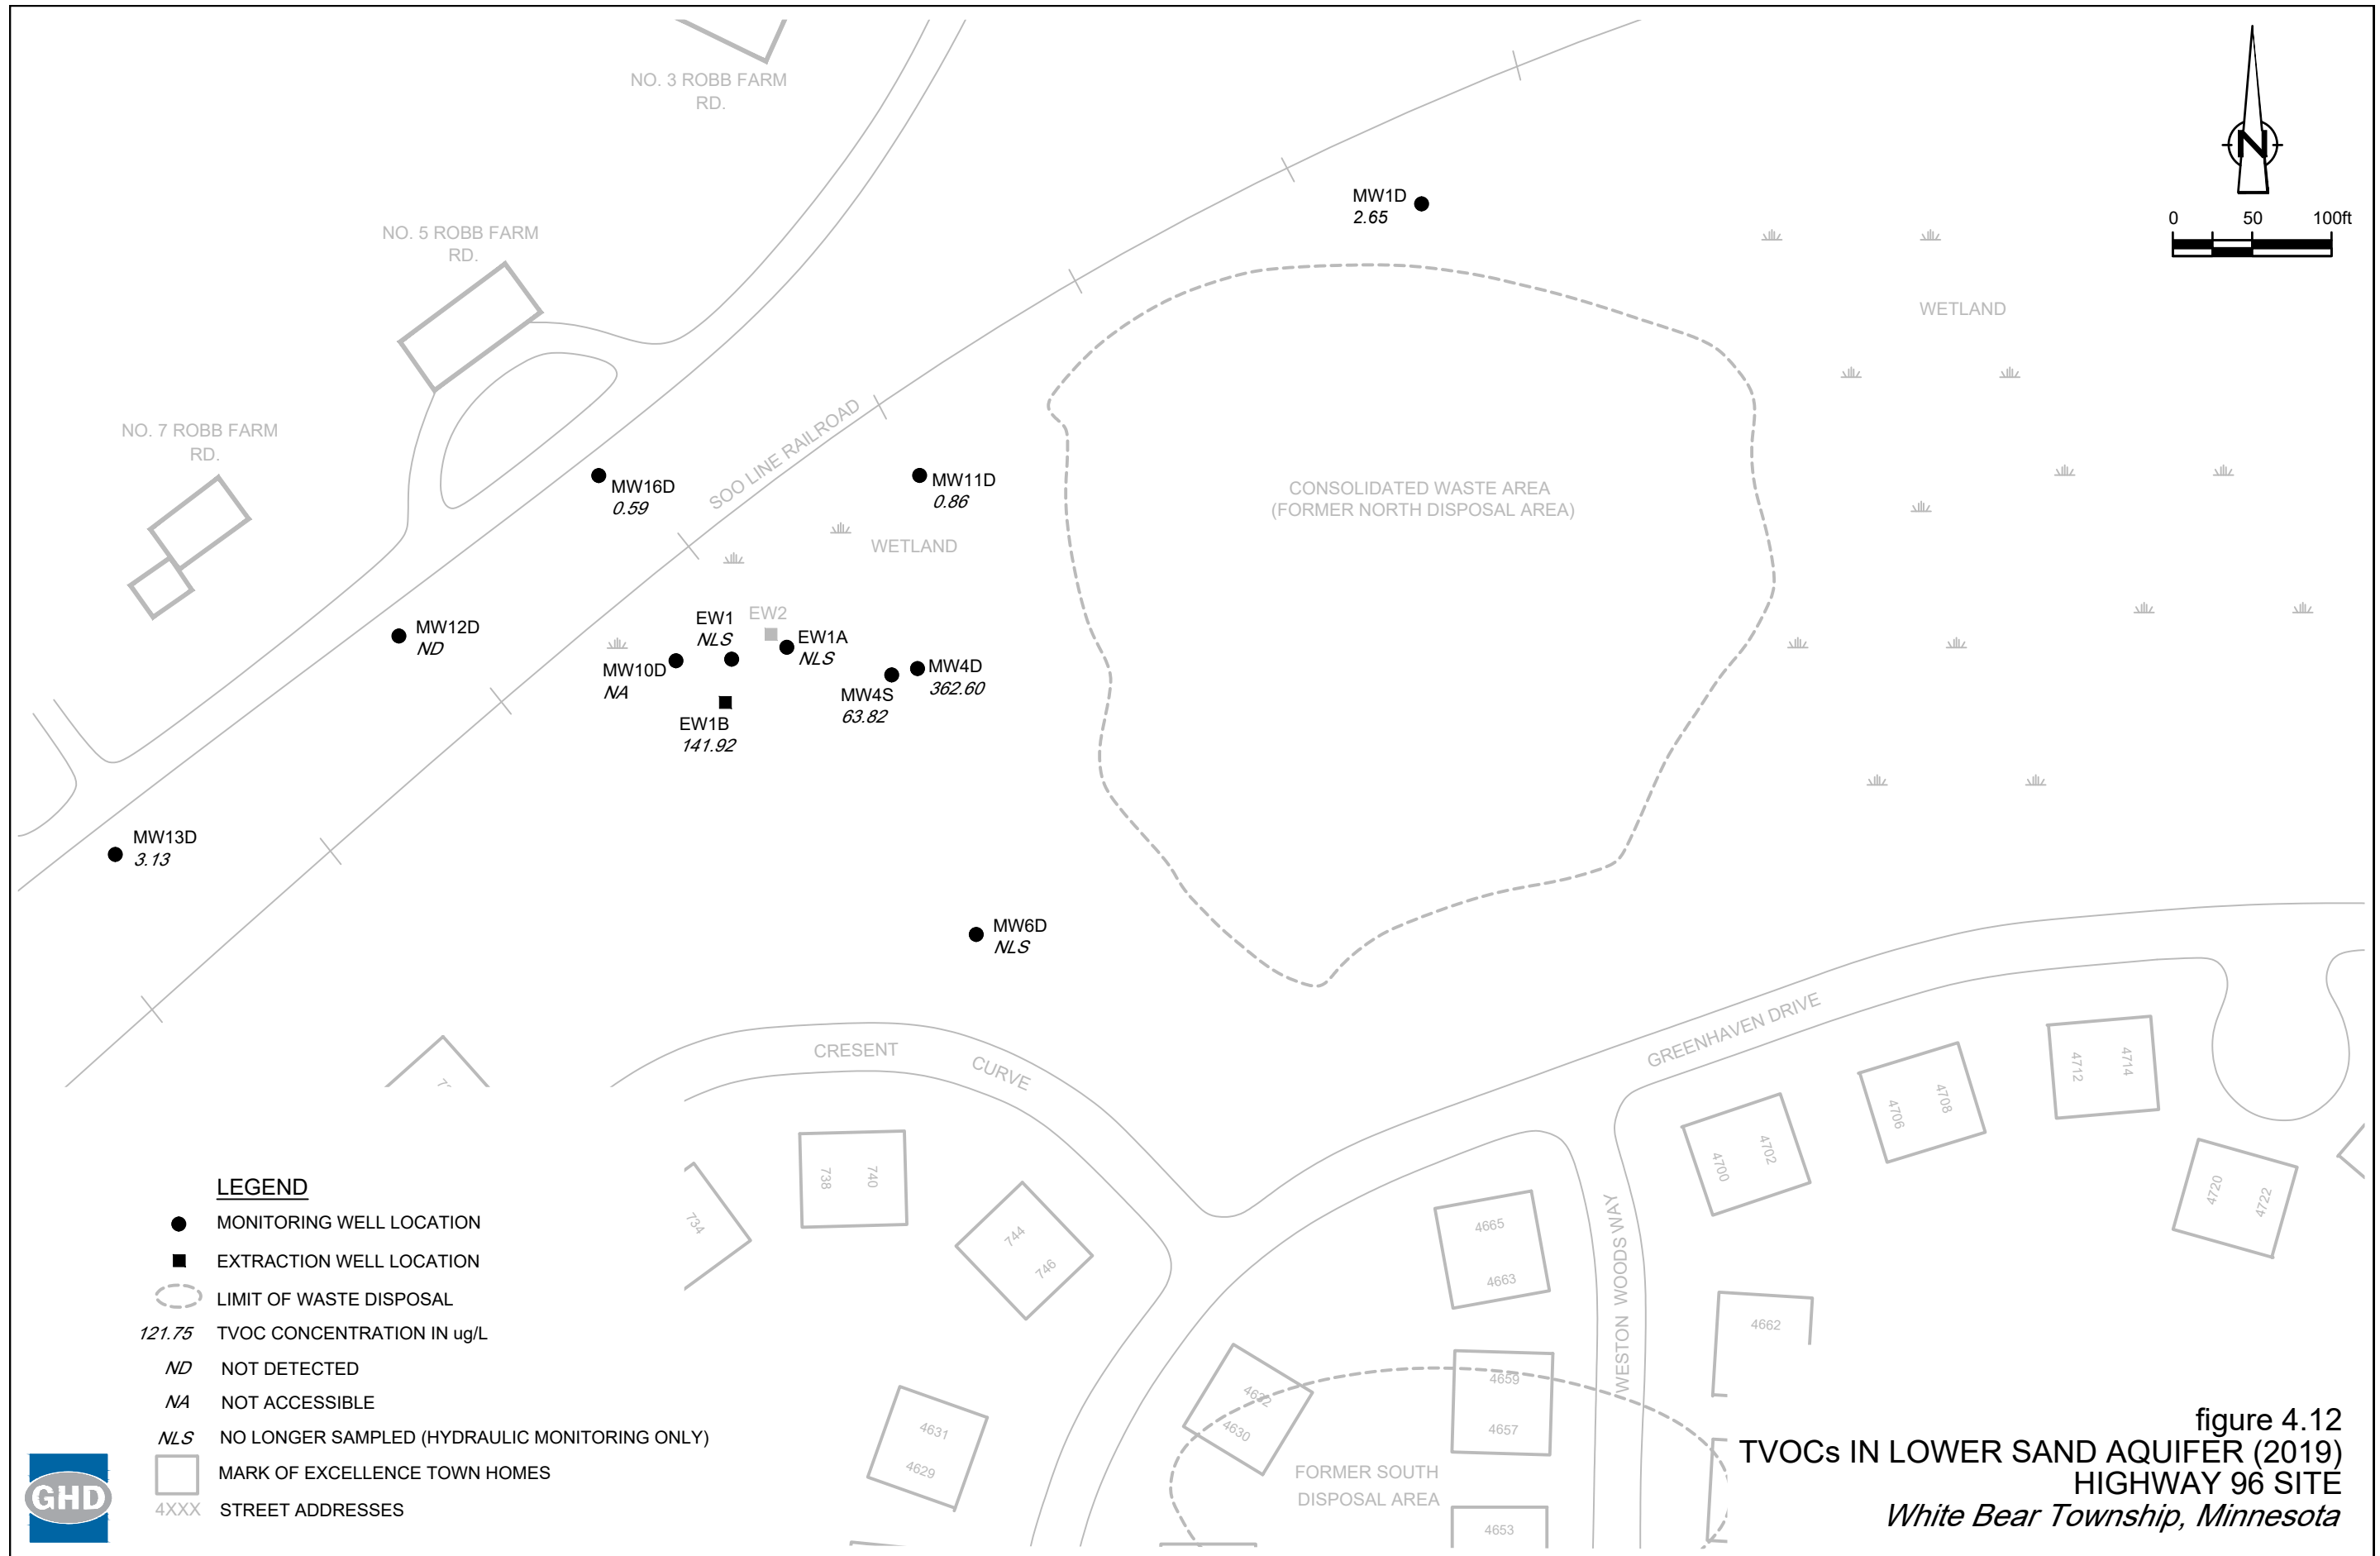 NO. 3 ROBB FARM
RD.
N
0 50 100ft
MW1D
2.65
NO. 5 ROBB FARM
RD.
WETLAND
NO. 7 ROBB FARM
RD.
SOO LINE RAILROAD
MW16D
0.59
MW11D
0.86
CONSOLIDATED WASTE AREA
(FORMER NORTH DISPOSAL AREA)
WETLAND
MW12D
ND
EW1
NLS
EW2
EW1A
NLS
MW10D
NA
MW4D
362.60
MW4S
63.82
EW1B
141.92
MW13D
3.13
MW6D
NLS
GREENHAVEN DRIVE
CRESENT CURVE
4712
4714
4706
4708
4700
4702
4720
4722
738
740
734
744
746
4665
4663
WESTON WOODS WAY
4662
4659
4657
4632
4630
4631
4629
FORMER SOUTH
DISPOSAL AREA
4653
LEGEND
MONITORING WELL LOCATION
EXTRACTION WELL LOCATION
LIMIT OF WASTE DISPOSAL
121.75 TVOC CONCENTRATION IN ug/L
ND NOT DETECTED
NA NOT ACCESSIBLE
NLS NO LONGER SAMPLED (HYDRAULIC MONITORING ONLY)
MARK OF EXCELLENCE TOWN HOMES
4XXX STREET ADDRESSES
GHD
figure 4.12
TVOCs IN LOWER SAND AQUIFER (2019)
HIGHWAY 96 SITE
White Bear Township, Minnesota